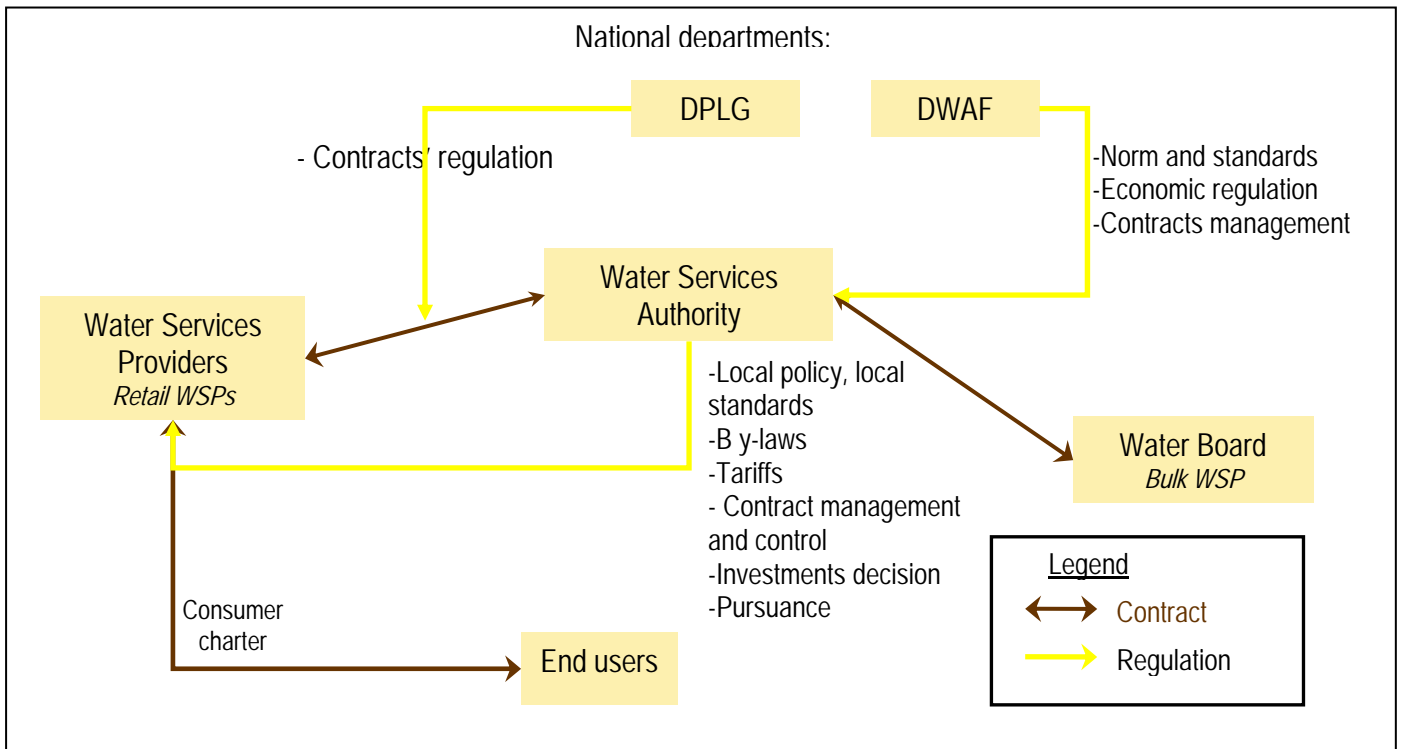 National departments:
DPLG
DWAF
- Contracts' regulation
-Norm and standards
-Economic regulation
-Contracts management
Water Services
Authority
Water Services
Providers
Retail WSPs
-Local policy, local
standards
-B y-laws
-Tariffs
- Contract management
and control
-Investments decision
-Pursuance
Water Board
Bulk WSP
Legend
Contract
Regulation
Consumer
charter
End users